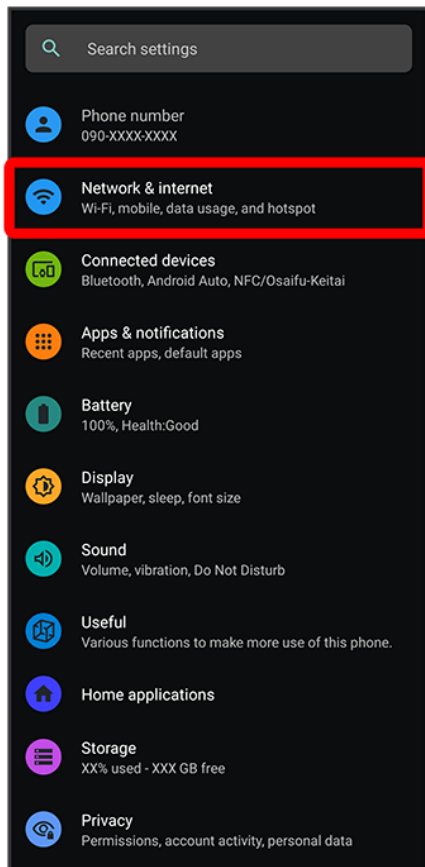 Search settings
Phone number
090-XXXX-XXXX
Network & internet
Wi-Fi, mobile, data usage, and hotspot
Connected devices
Bluetooth, Android Auto, NFC/Osaifu-Keitai
Apps & notifications
Recent apps, default apps
Battery
100%, Health:Good
Display
Wallpaper, sleep, font size
Sound
Volume, vibration, Do Not Disturb
Useful
Various functions to make more use of this phone.
Home applications
Storage
XX% used - XXX GB free
Privacy
Permissions, account activity, personal data